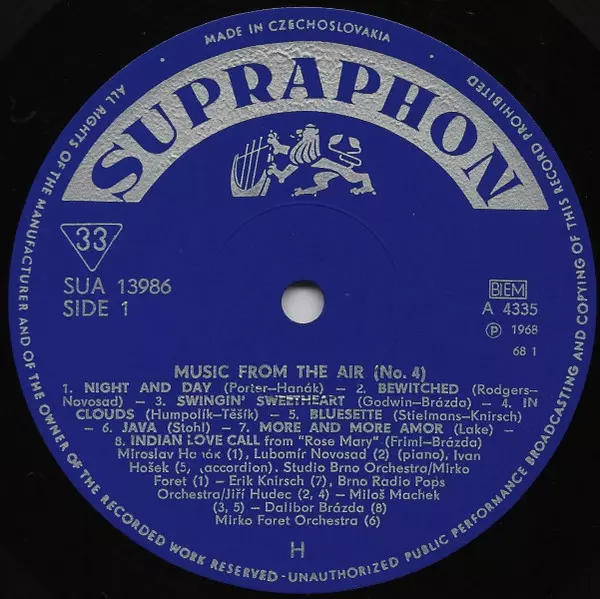 MADE IN CZECHOSLOVAKIA
ALL RIGHTS OF THE MANUFACTURER AND OF THE OWNER OF THE RECORDED WORK RESERVED - UNAUTHORIZED PUBLIC PERFORMANCE BROADCASTING AND COPYING OF THIS RECORD PROHIBITED
SUPRAPHON
33
SUA 13986
SIDE 1
BIEM
A 4335
Ⓟ 1968
68 1
MUSIC FROM THE AIR (No. 4)
1. NIGHT AND DAY (Porter-Hanák) - 2. BEWITCHED (Rodgers-
Novosad) - 3. SWINGIN' SWEETHEART (Godwin-Brázda) - 4. IN
CLOUDS (Humpolík-Těšík) - 5. BLUESETTE (Stielmans-Knirsch)
- 6. JAVA (Stohl) - 7. MORE AND MORE AMOR (Lake) -
8. INDIAN LOVE CALL from "Rose Mary" (Friml-Brázda)
Miroslav Lubomír Novosad (2) (piano), Ivan
Hošek (5, accordion). Studio Brno Orchestra/Mirko
Foret (1) - Erik Knirsch (7), Brno Radio Pops
Orchestra/Jiří Hudec (2, 4) - Miloš Machek
(3, 5) - Dalibor Brázda (8)
Mirko Foret Orchestra (6)
H